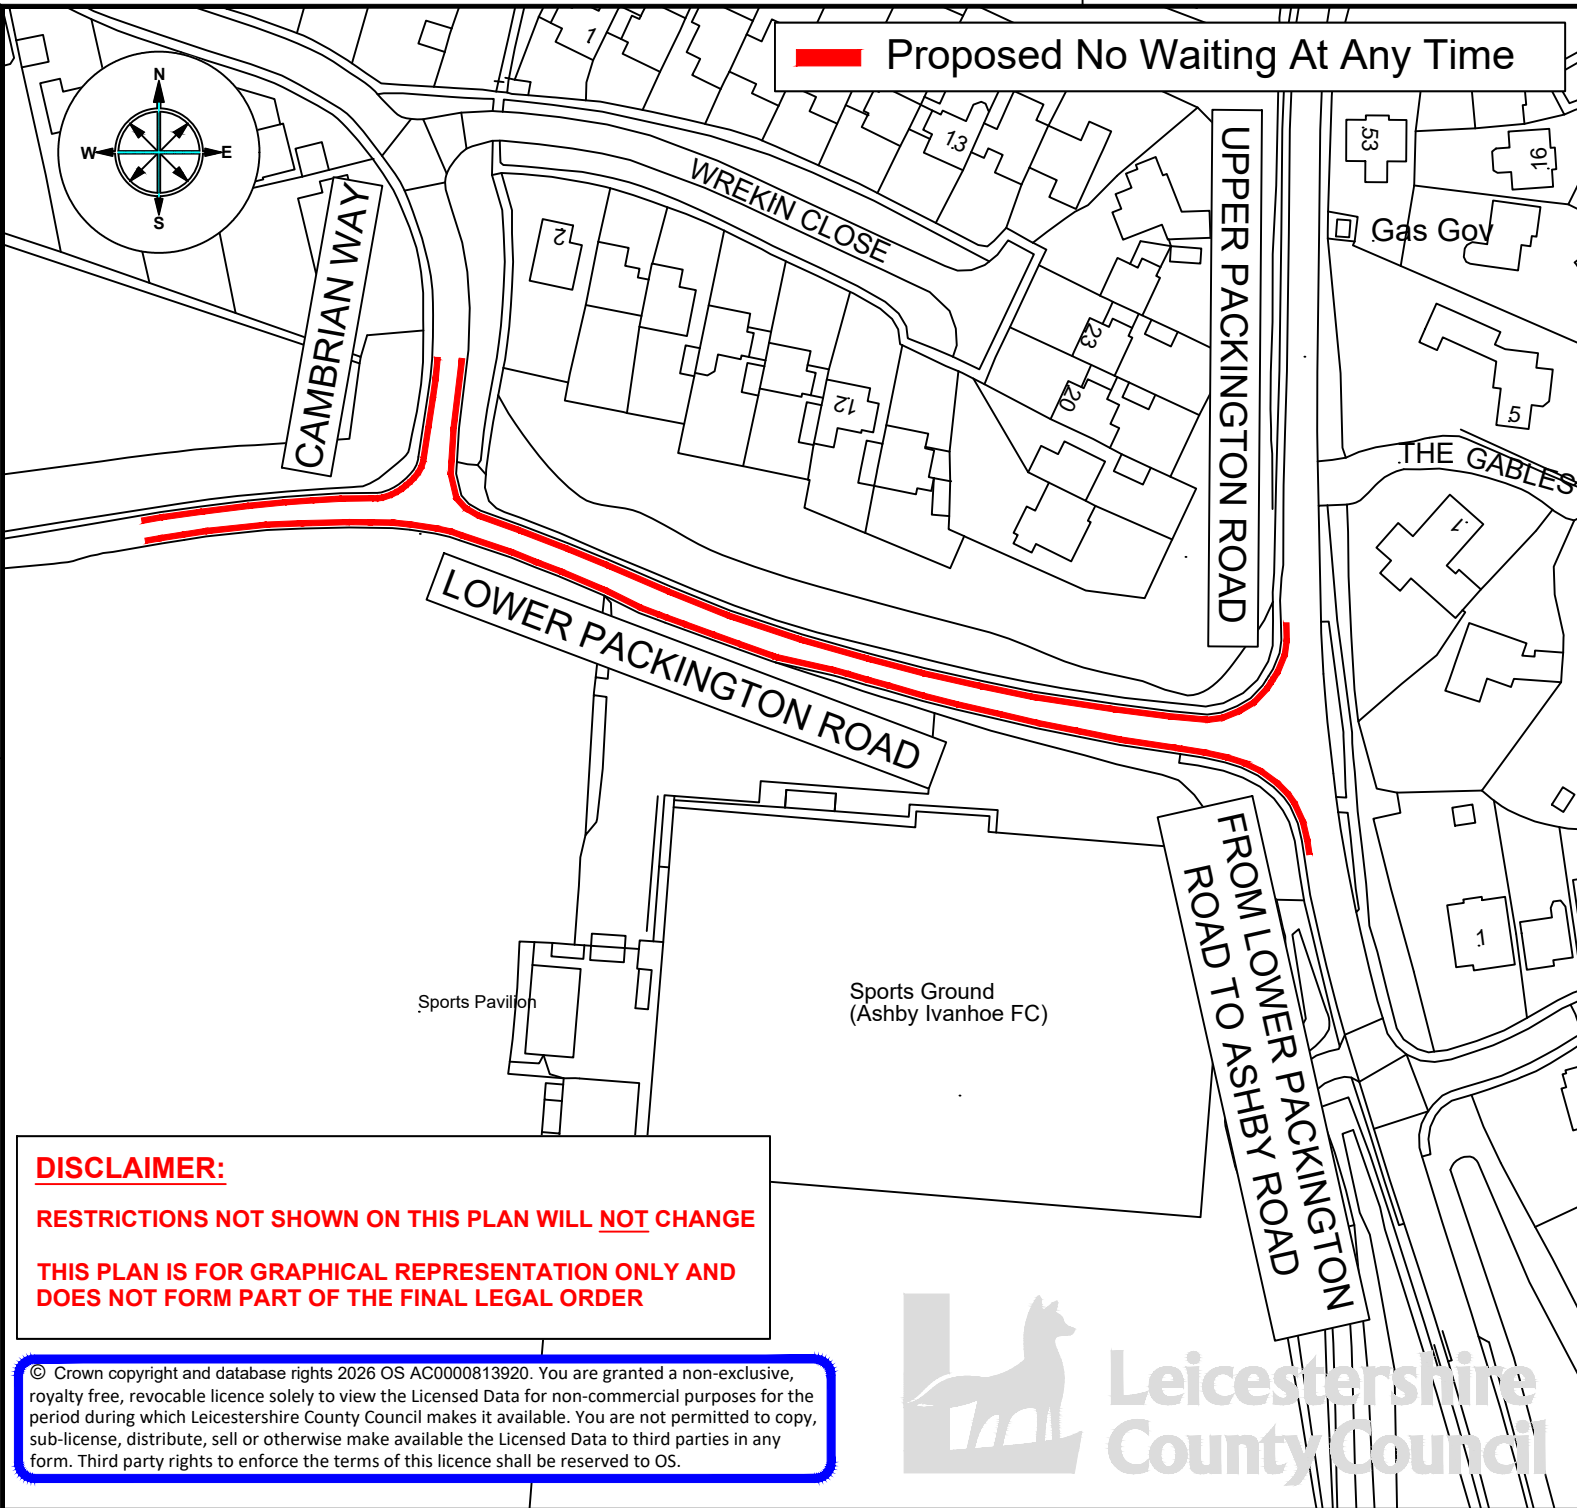 Proposed No Waiting At Any Time
N
W
E
S
1
13
53
16
WREKIN CLOSE
UPPER PACKINGTON ROAD
CAMBRIAN WAY
Gas Gov
2
23
20
12
5
THE GABLES
1
LOWER PACKINGTON ROAD
FROM LOWER PACKINGTON
ROAD TO ASHBY ROAD
1
Sports Pavilion
Sports Ground
(Ashby Ivanhoe FC)
DISCLAIMER:
RESTRICTIONS NOT SHOWN ON THIS PLAN WILL NOT CHANGE
THIS PLAN IS FOR GRAPHICAL REPRESENTATION ONLY AND
DOES NOT FORM PART OF THE FINAL LEGAL ORDER
© Crown copyright and database rights 2026 OS AC0000813920. You are granted a non-exclusive,
royalty free, revocable licence solely to view the Licensed Data for non-commercial purposes for the
period during which Leicestershire County Council makes it available. You are not permitted to copy,
sub-license, distribute, sell or otherwise make available the Licensed Data to third parties in any
form. Third party rights to enforce the terms of this licence shall be reserved to OS.
Leicestershire
County Council